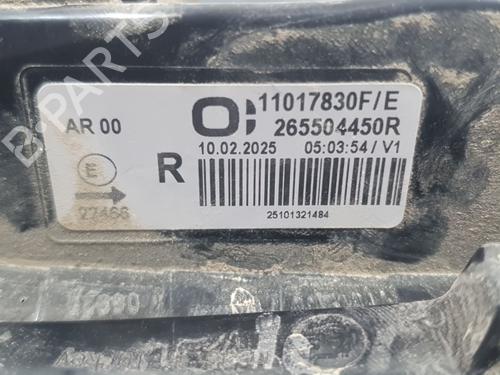 B-PARTS
AR 00
11017830F/E
265504450R
10.02.2025 05:03:54 / V1
E
R
27466
25101321484